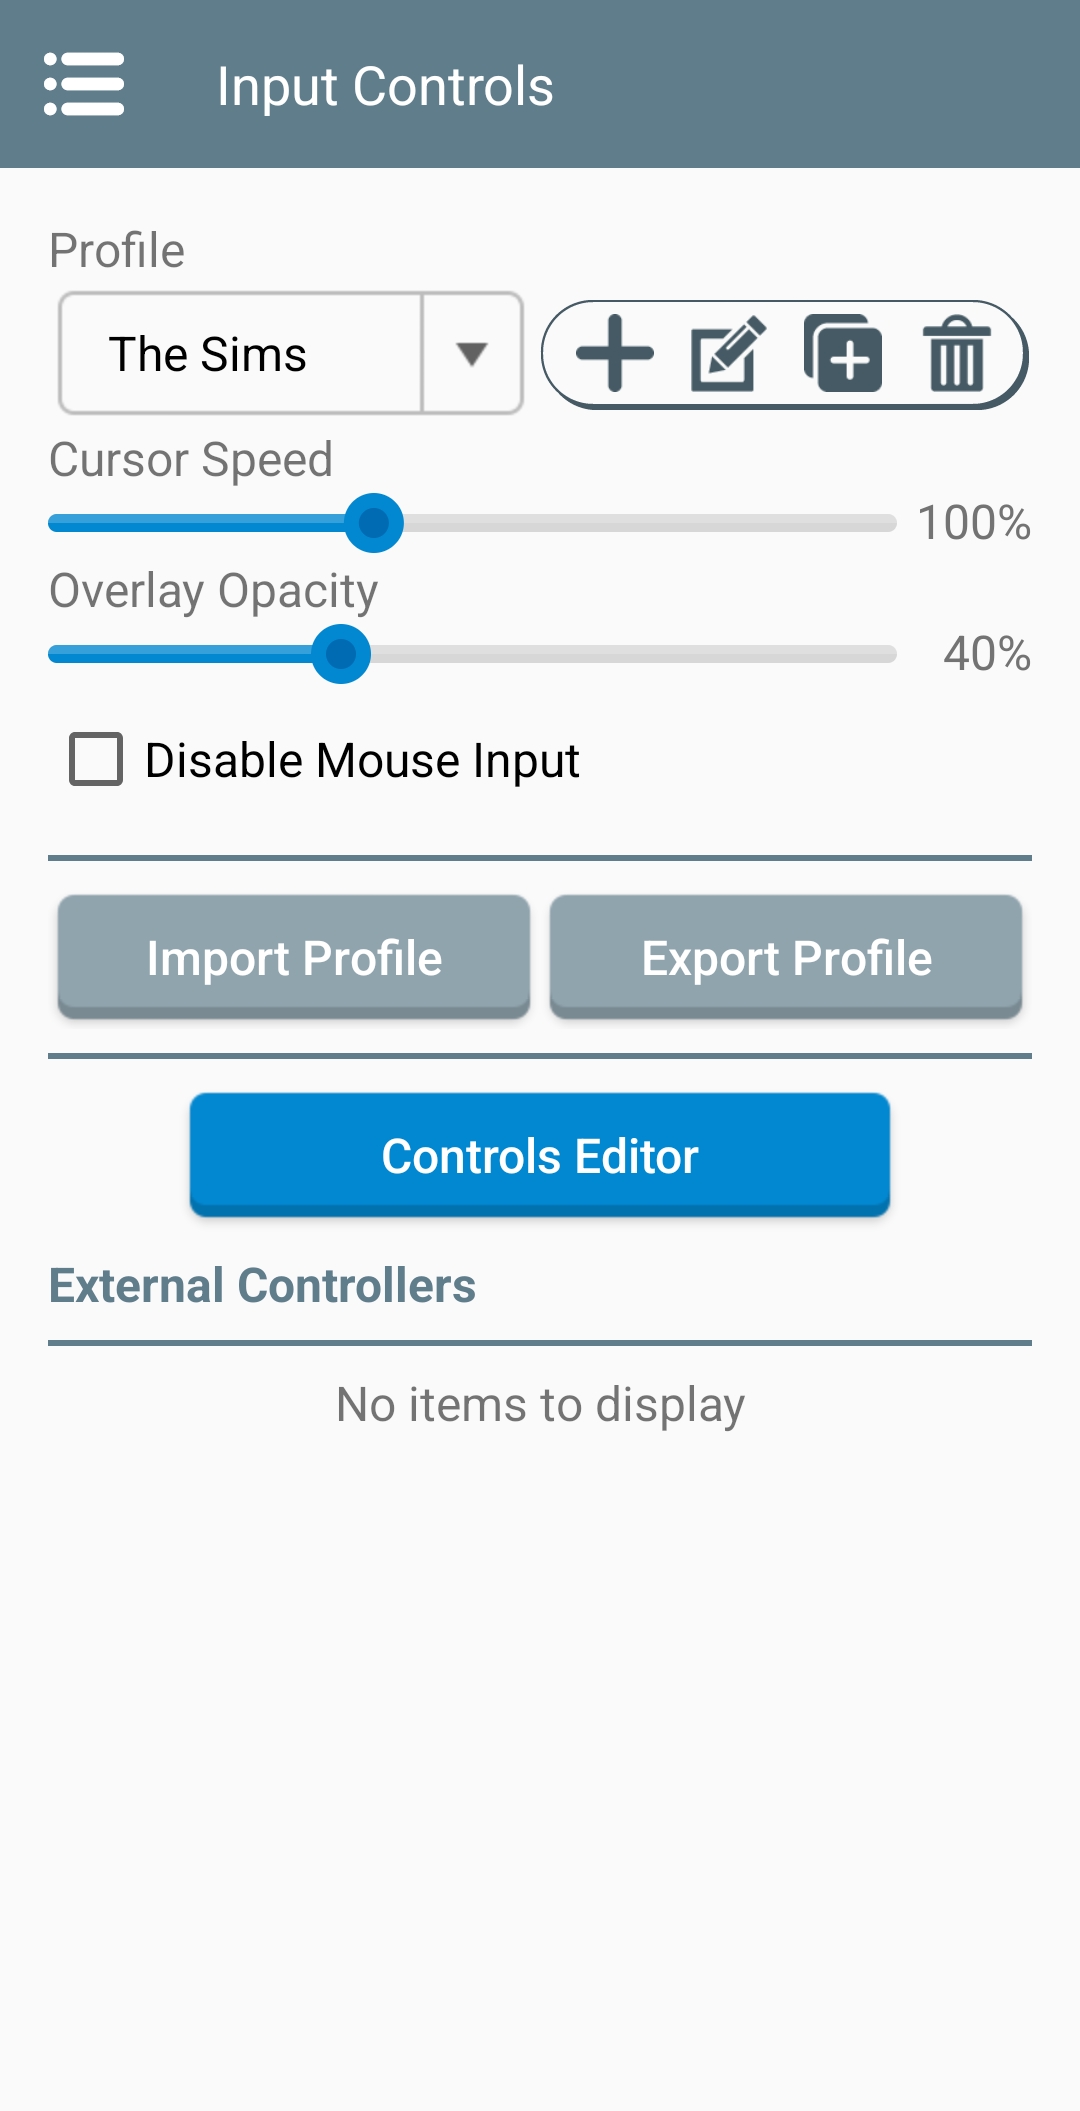 Input Controls
Profile
The Sims
Cursor Speed
100%
Overlay Opacity
40%
Disable Mouse Input
Import Profile
Export Profile
Controls Editor
External Controllers
No items to display